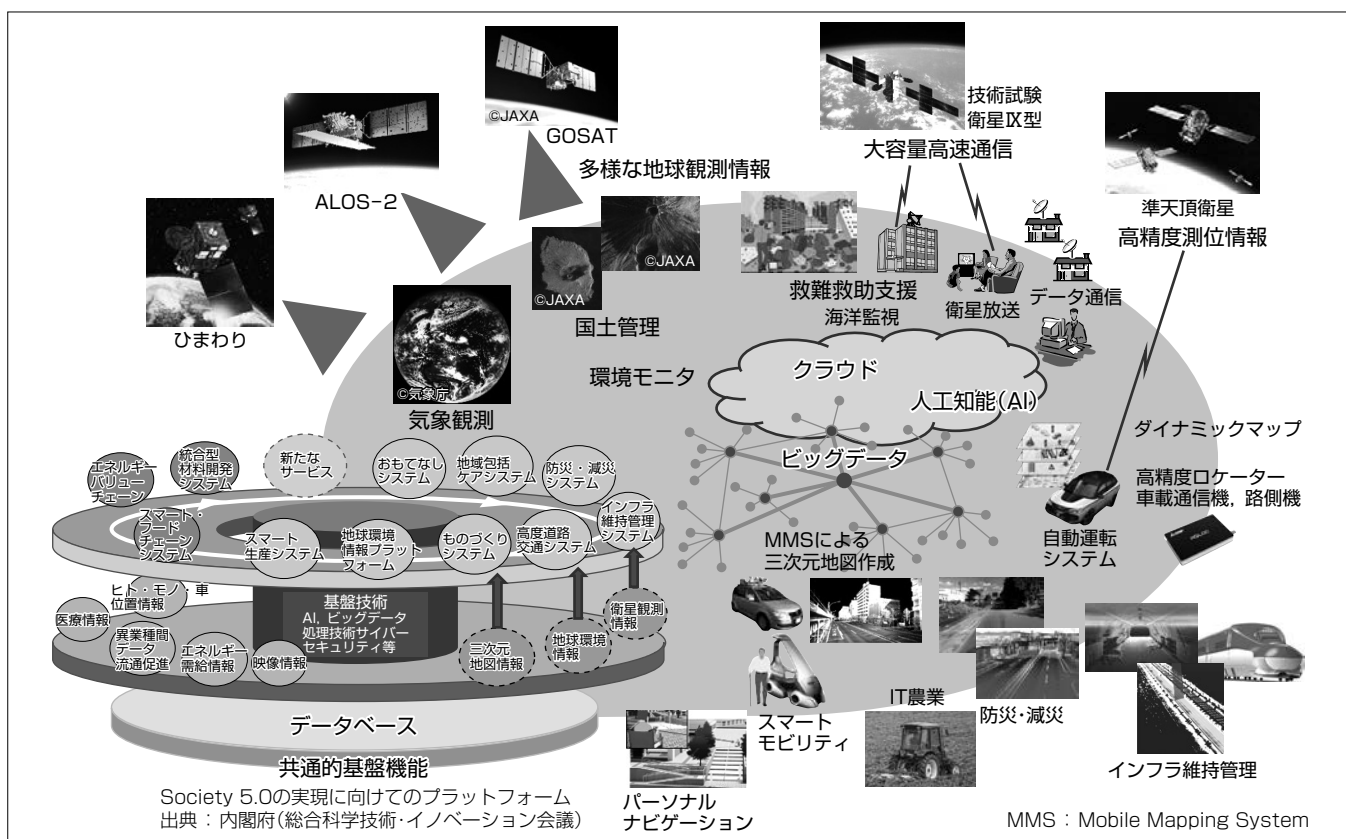 ©JAXA
GOSAT
多様な地球観測情報
ALOS-2
ひまわり
技術試験
衛星Ⅸ型
大容量高速通信
準天頂衛星
高精度測位情報
©JAXA
©JAXA
国土管理
環境モニタ
©気象庁
気象観測
救難救助支援
海洋監視
衛星放送
データ通信
クラウド
人工知能(AI)
ビッグデータ
ダイナミックマップ
高精度ロケーター
車載通信機，路側機
自動運転
システム
MMSによる
三次元地図作成
エネルギー
バリュー
チェーン
統合型
材料開発
システム
新たな
サービス
おもてなし
システム
地域包括
ケアシステム
防災・減災
システム
スマート・
フード
チェーン
システム
スマート
生産システム
地球環境
情報プラット
フォーム
ものづくり
システム
高度道路
交通システム
インフラ
維持管理
システム
ヒト・モノ・車
位置情報
医療情報
異業種間
データ
流通促進
エネルギー
需給情報
映像情報
基盤技術
AI, ビッグデータ
処理技術サイバー
セキュリティ等
三次元
地図情報
地球環境
情報
衛星観測
情報
データベース
共通的基盤機能
スマート
モビリティ
IT農業
防災・減災
インフラ維持管理
パーソナル
ナビゲーション
Society 5.0の実現に向けてのプラットフォーム
出典：内閣府(総合科学技術・イノベーション会議)
MMS：Mobile Mapping System